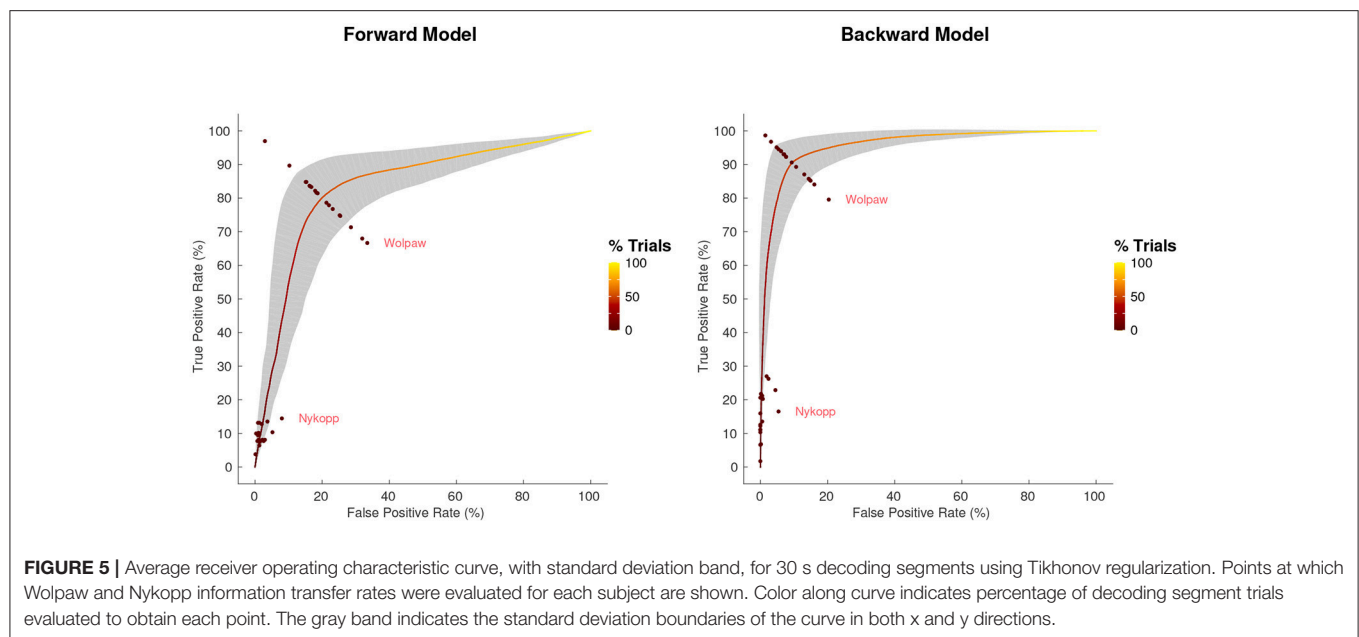 Forward Model
Backward Model
100
90
80
70
60
50
40
30
20
10
0
True Positive Rate (%)
0 20 40 60 80 100
False Positive Rate (%)
Wolpaw
Nykopp
% Trials
100
50
0
100
90
80
70
60
50
40
30
20
10
0
True Positive Rate (%)
0 20 40 60 80 100
False Positive Rate (%)
Wolpaw
Nykopp
% Trials
100
50
0
FIGURE 5 | Average receiver operating characteristic curve, with standard deviation band, for 30 s decoding segments using Tikhonov regularization. Points at which
Wolpaw and Nykopp information transfer rates were evaluated for each subject are shown. Color along curve indicates percentage of decoding segment trials
evaluated to obtain each point. The gray band indicates the standard deviation boundaries of the curve in both x and y directions.